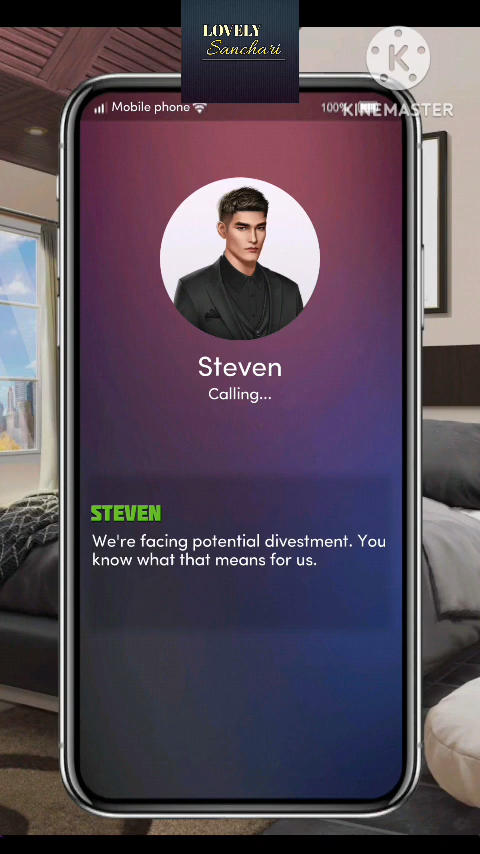 LOVELY
Sanchari
Mobile phone
100%
K
KINEMASTER
Steven
Calling...
STEVEN
We're facing potential divestment. You
know what that means for us.